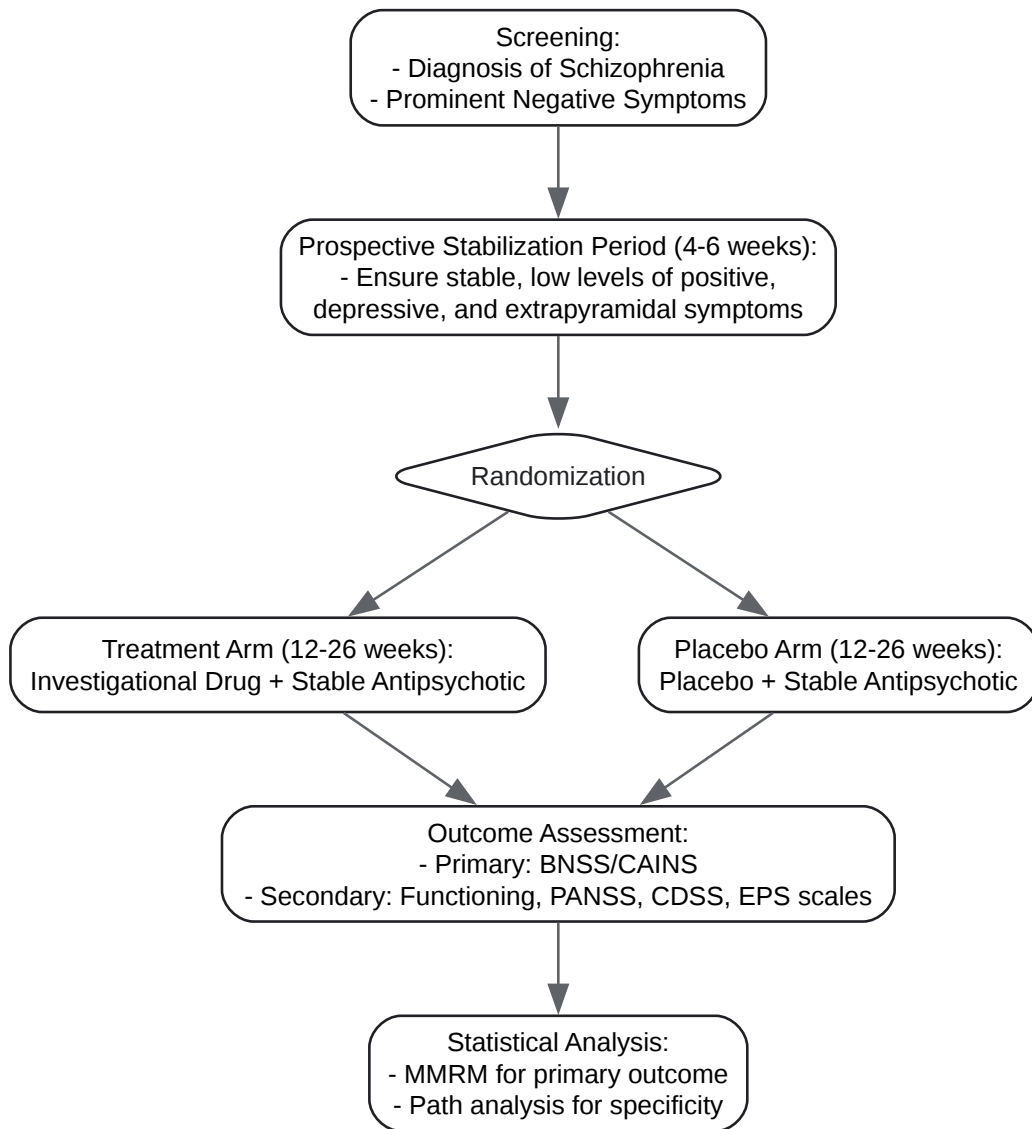 Screening:
- Diagnosis of Schizophrenia
- Prominent Negative Symptoms
Prospective Stabilization Period (4-6 weeks):
- Ensure stable, low levels of positive,
depressive, and extrapyramidal symptoms
Randomization
Treatment Arm (12-26 weeks):
Investigational Drug + Stable Antipsychotic
Placebo Arm (12-26 weeks):
Placebo + Stable Antipsychotic
Outcome Assessment:
- Primary: BNSS/CAINS
- Secondary: Functioning, PANSS, CDSS, EPS scales
Statistical Analysis:
- MMRM for primary outcome
- Path analysis for specificity